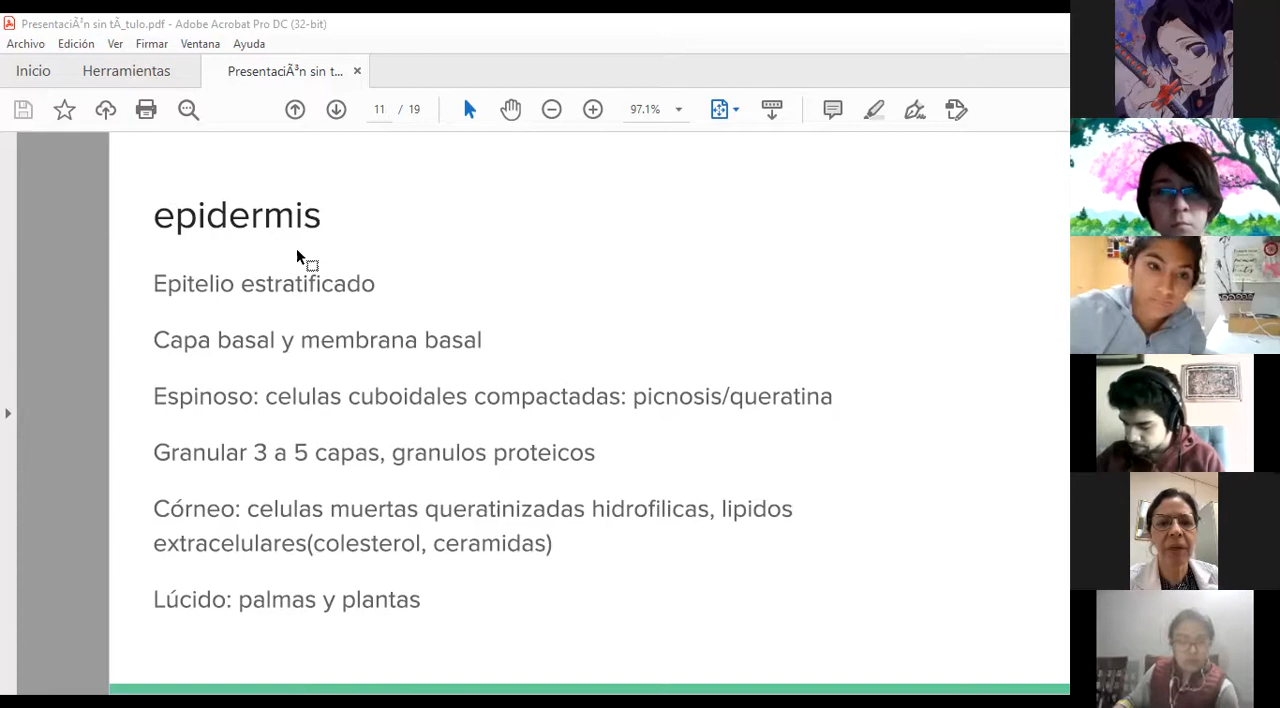 PresentaciÃ³n sin tÃ_tulo.pdf - Adobe Acrobat Pro DC (32-bit)
Archivo Edición Ver Firmar Ventana Ayuda
Inicio Herramientas PresentaciÃ³n sin t... ×
11 / 19 97.1%
epidermis
Epitelio estratificado
Capa basal y membrana basal
Espinoso: celulas cuboidales compactadas: picnosis/queratina
Granular 3 a 5 capas, granulos proteicos
Córneo: celulas muertas queratinizadas hidrofilicas, lipidos
extracelulares(colesterol, ceramidas)
Lúcido: palmas y plantas